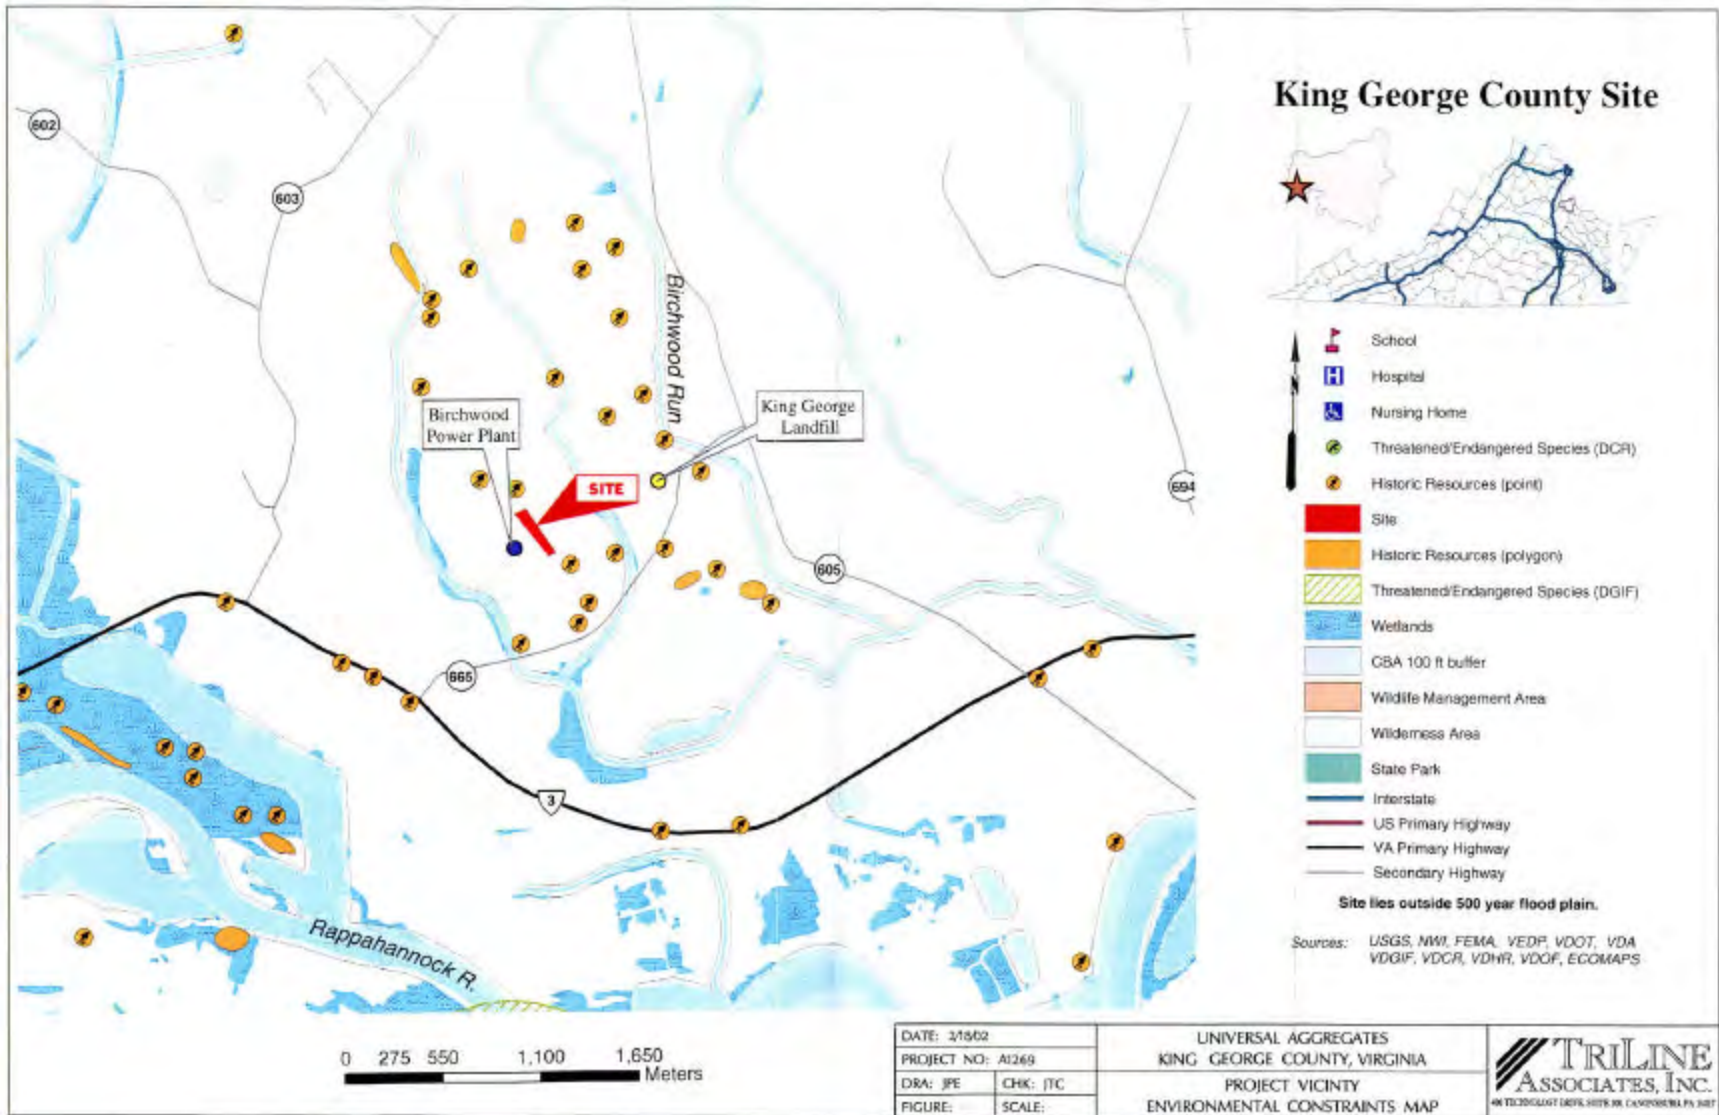 King George County Site
602
603
Birchwood Run
Birchwood
Power Plant
King George
Landfill
SITE
694
605
665
3
Rappahannock R.
N
School
H
Hospital
Nursing Home
Threatened/Endangered Species (DCR)
Historic Resources (point)
Site
Historic Resources (polygon)
Threatened/Endangered Species (DGIF)
Wetlands
CBA 100 ft buffer
Wildlife Management Area
Wilderness Area
State Park
Interstate
US Primary Highway
VA Primary Highway
Secondary Highway
Site lies outside 500 year flood plain.
Sources: USGS, NWI, FEMA, VEDP, VDOT, VDA
VDGIF, VDCR, VDHR, VDOF, ECOMAPS
0 275 550 1,100 1,650
Meters
DATE: 2/18/02
PROJECT NO: A1269
DRA: JPE CHK: JTC
FIGURE: SCALE:
UNIVERSAL AGGREGATES
KING GEORGE COUNTY, VIRGINIA
PROJECT VICINTY
ENVIRONMENTAL CONSTRAINTS MAP
TRILINE
ASSOCIATES, INC.